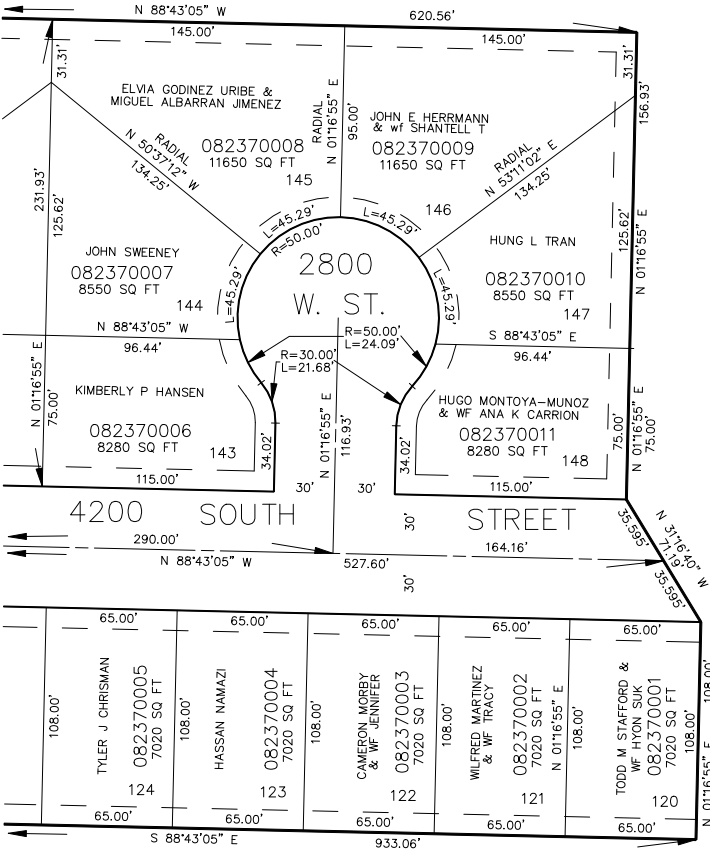 N 88°43'05" W
620.56'
145.00'
145.00'
31.31'
31.31'
ELVIA GODINEZ URIBE &
MIGUEL ALBARRAN JIMENEZ
RADIAL
N 01°16'55" E
95.00'
JOHN E HERRMANN
& wf SHANTELL T
156.93'
082370008
11650 SQ FT
082370009
11650 SQ FT
RADIAL
N 50°37'12" W
134.25'
RADIAL
N 53°11'02" E
134.25'
145
146
231.93'
125.62'
L=45.29'
R=50.00'
L=45.29'
125.62'
N 01°16'55" E
JOHN SWEENEY
082370007
8550 SQ FT
144
L=45.29'
2800
W. ST.
L=45.29'
HUNG L TRAN
082370010
8550 SQ FT
147
N 88°43'05" W
96.44'
R=50.00'
L=24.09'
S 88°43'05" E
96.44'
R=30.00'
L=21.68'
N 01°16'55" E
75.00'
KIMBERLY P HANSEN
082370006
8280 SQ FT
143
34.02'
N 01°16'55" E
116.93'
34.02'
HUGO MONTOYA-MUNOZ
& WF ANA K CARRION
082370011
8280 SQ FT
148
75.00'
N 01°16'55" E
75.00'
115.00'
30'
30'
115.00'
4200 SOUTH STREET
30'
290.00'
164.16'
N 88°43'05" W
527.60'
30'
35.595'
N 31°16'40" W
71.19'
35.595'
65.00'
65.00'
65.00'
65.00'
65.00'
108.00'
TYLER J CHRISMAN
082370005
7020 SQ FT
124
108.00'
HASSAN NAMAZI
082370004
7020 SQ FT
123
108.00'
CAMERON MORBY
& WF JENNIFER
082370003
7020 SQ FT
122
108.00'
WILFRED MARTINEZ
& WF TRACY
082370002
7020 SQ FT
N 01°16'55" E
121
108.00'
TODD M STAFFORD &
WF HYON SUK
082370001
7020 SQ FT
108.00'
120
108.00'
N 01°16'55" E
65.00'
65.00'
65.00'
65.00'
65.00'
S 88°43'05" E
933.06'